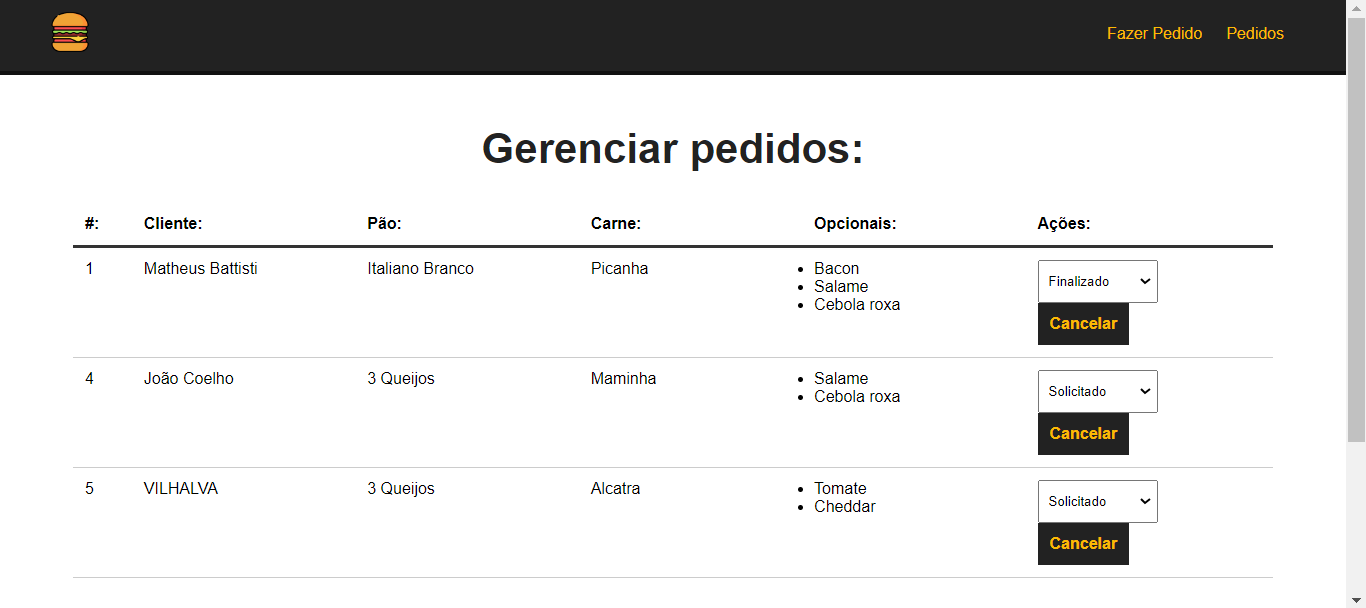 Fazer Pedido Pedidos
Gerenciar pedidos:
#: Cliente: Pão: Carne: Opcionais: Ações:
1 Matheus Battisti Italiano Branco Picanha Bacon Finalizado
Salame
Cebola roxa
Cancelar
4 João Coelho 3 Queijos Maminha Salame Solicitado
Cebola roxa
Cancelar
5 VILHALVA 3 Queijos Alcatra Tomate Solicitado
Cheddar
Cancelar